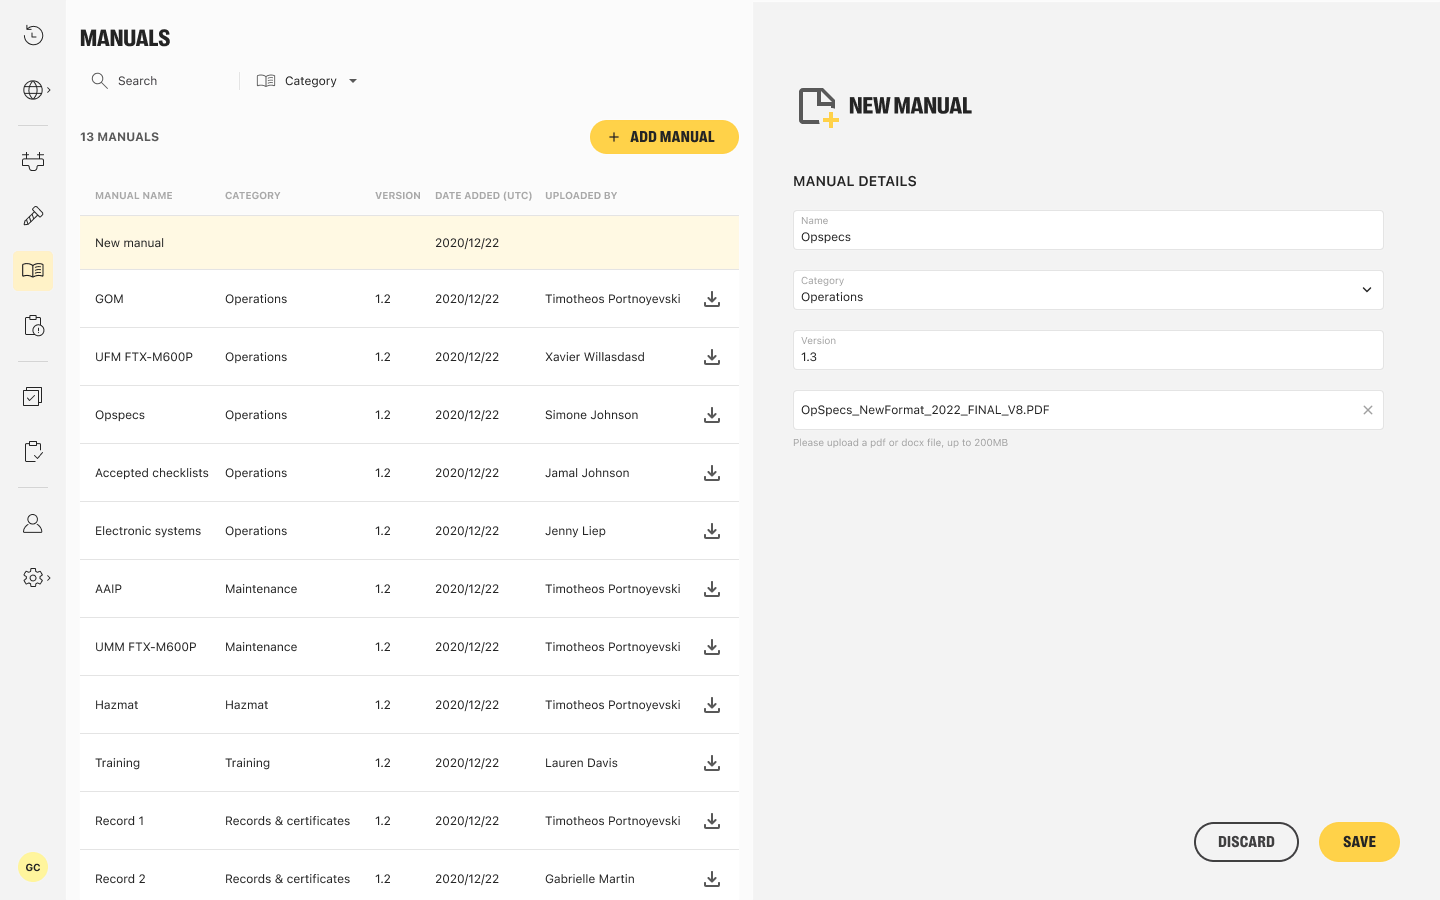 MANUALS
Search
Category
13 MANUALS
+ ADD MANUAL
MANUAL NAME CATEGORY VERSION DATE ADDED (UTC) UPLOADED BY
New manual 2020/12/22
GOM Operations 1.2 2020/12/22 Timotheos Portnoyevski
UFM FTX-M600P Operations 1.2 2020/12/22 Xavier Willasdasd
Opspecs Operations 1.2 2020/12/22 Simone Johnson
Accepted checklists Operations 1.2 2020/12/22 Jamal Johnson
Electronic systems Operations 1.2 2020/12/22 Jenny Liep
AAIP Maintenance 1.2 2020/12/22 Timotheos Portnoyevski
UMM FTX-M600P Maintenance 1.2 2020/12/22 Timotheos Portnoyevski
Hazmat Hazmat 1.2 2020/12/22 Timotheos Portnoyevski
Training Training 1.2 2020/12/22 Lauren Davis
Record 1 Records & certificates 1.2 2020/12/22 Timotheos Portnoyevski
Record 2 Records & certificates 1.2 2020/12/22 Gabrielle Martin
GC
NEW MANUAL
MANUAL DETAILS
Name
Opspecs
Category
Operations
Version
1.3
OpSpecs_NewFormat_2022_FINAL_V8.PDF
Please upload a pdf or docx file, up to 200MB
DISCARD
SAVE